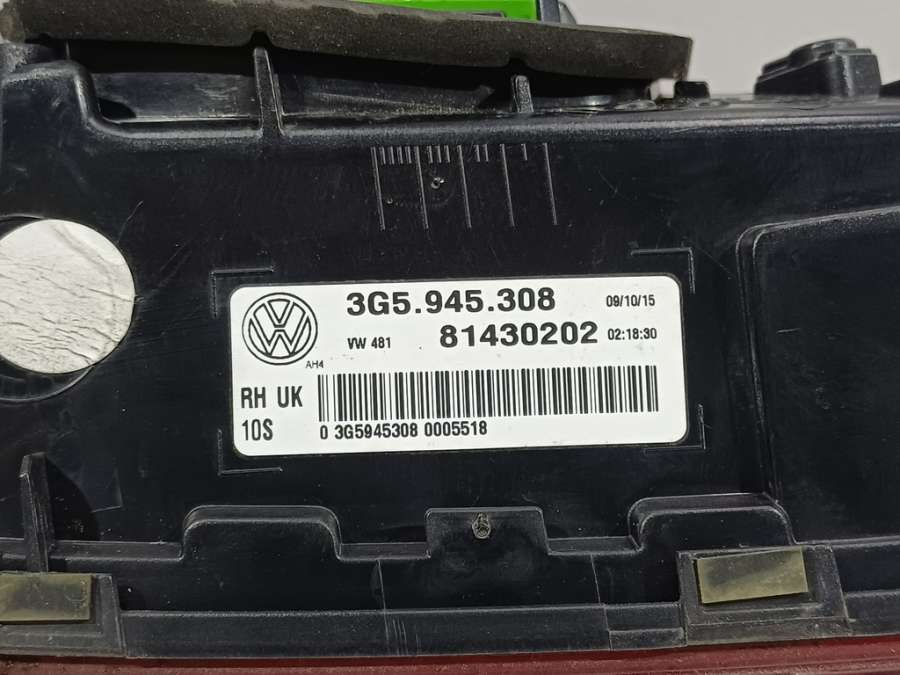 3G5.945.308 09/10/15
VW 481 81430202 02:18:30
AH4
RH UK
10S 0 3G5945308 0005518